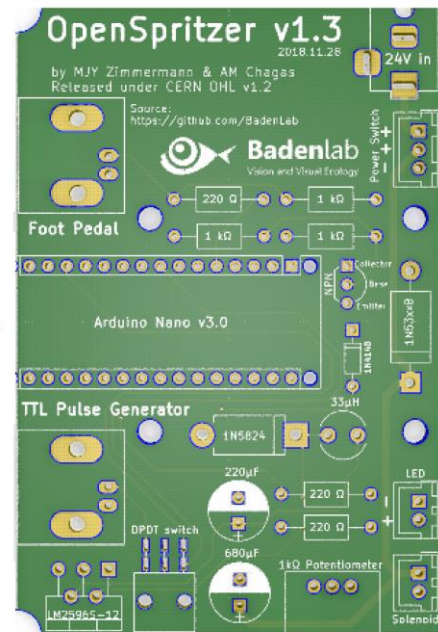 OpenSpritzer v1.3
2018.11.28
24V in
by MJY Zimmermann & AM Chagas
Released under CERN OHL v1.2
Source:
https://github.com/BadenLab
Power Switch
+
+
-
Badenlab
Vision and Visual Ecology
220 Ω
1 kΩ
Foot Pedal
1 kΩ
1 kΩ
Collector
NPN
Base
Emitter
Arduino Nano v3.0
1N53xxB
1N4148
TTL Pulse Generator
33µH
1N5824
220µF
LED
220 Ω
-
DPDT switch
+
220 Ω
+
680µF
1kΩ Potentiometer
LM2596S-12
+
Solenoid